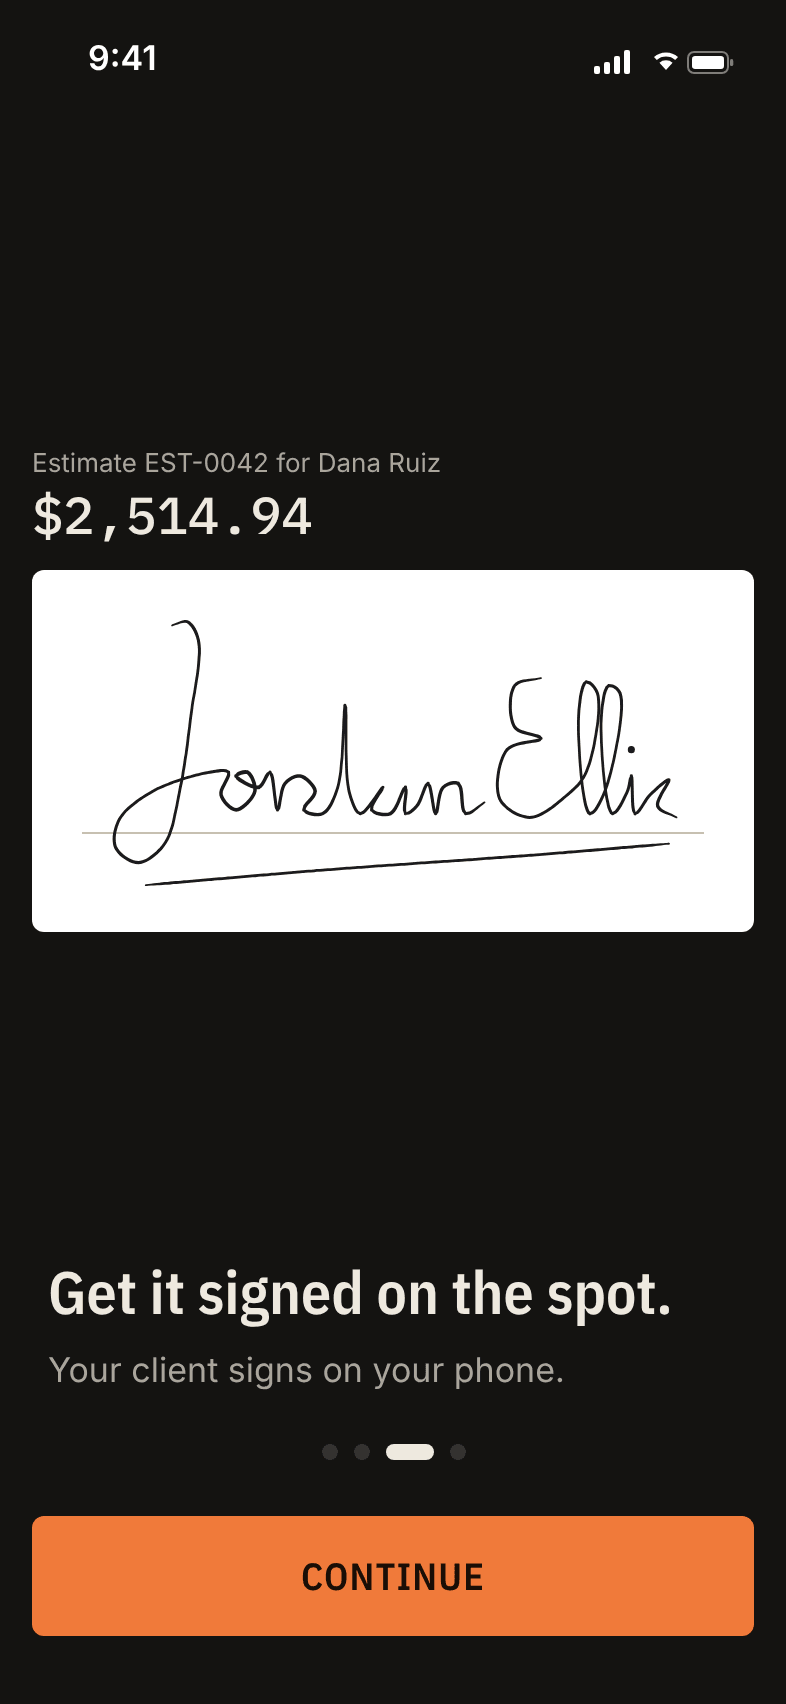 9:41
Estimate EST-0042 for Dana Ruiz
$2,514.94
Jordan Ellis
Get it signed on the spot.
Your client signs on your phone.
CONTINUE